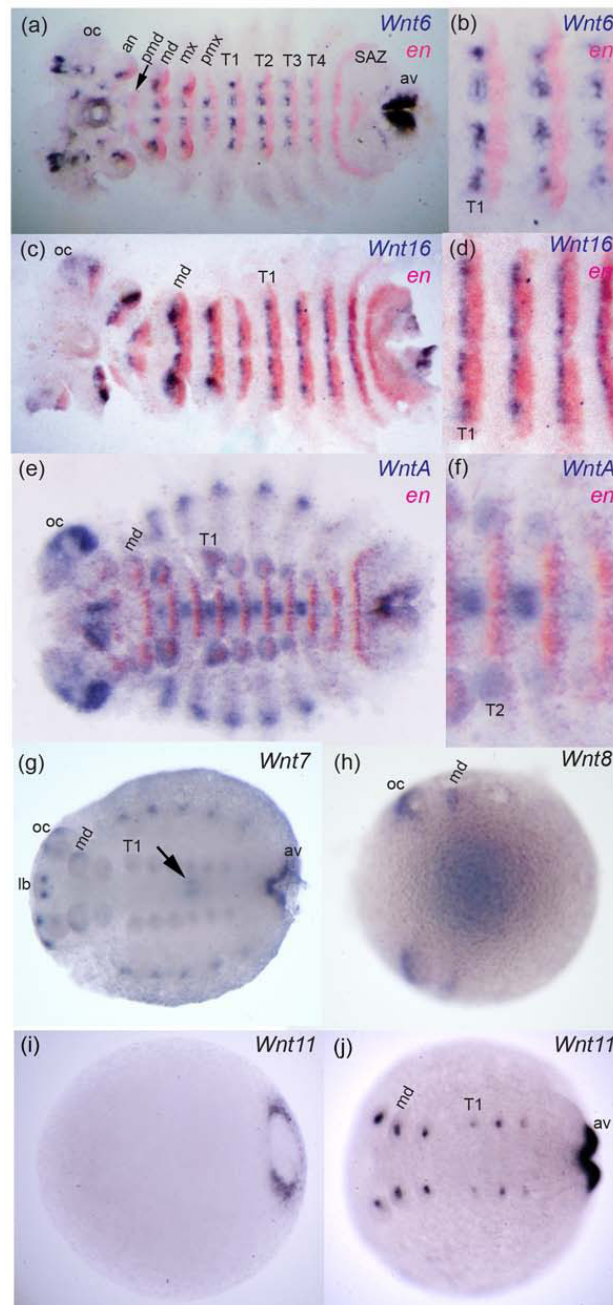 (a)
oc
an
pmd
md
mx
pmx
T1
T2
T3
T4
SAZ
av
Wnt6
en
(b)
Wnt6
en
T1
(c)
oc
md
T1
Wnt16
en
(d)
Wnt16
en
T1
(e)
oc
md
T1
WntA
en
(f)
WntA
en
T2
(g)
Wnt7
oc
md
T1
lb
av
(h)
Wnt8
oc
md
(i)
Wnt11
(j)
Wnt11
md
T1
av